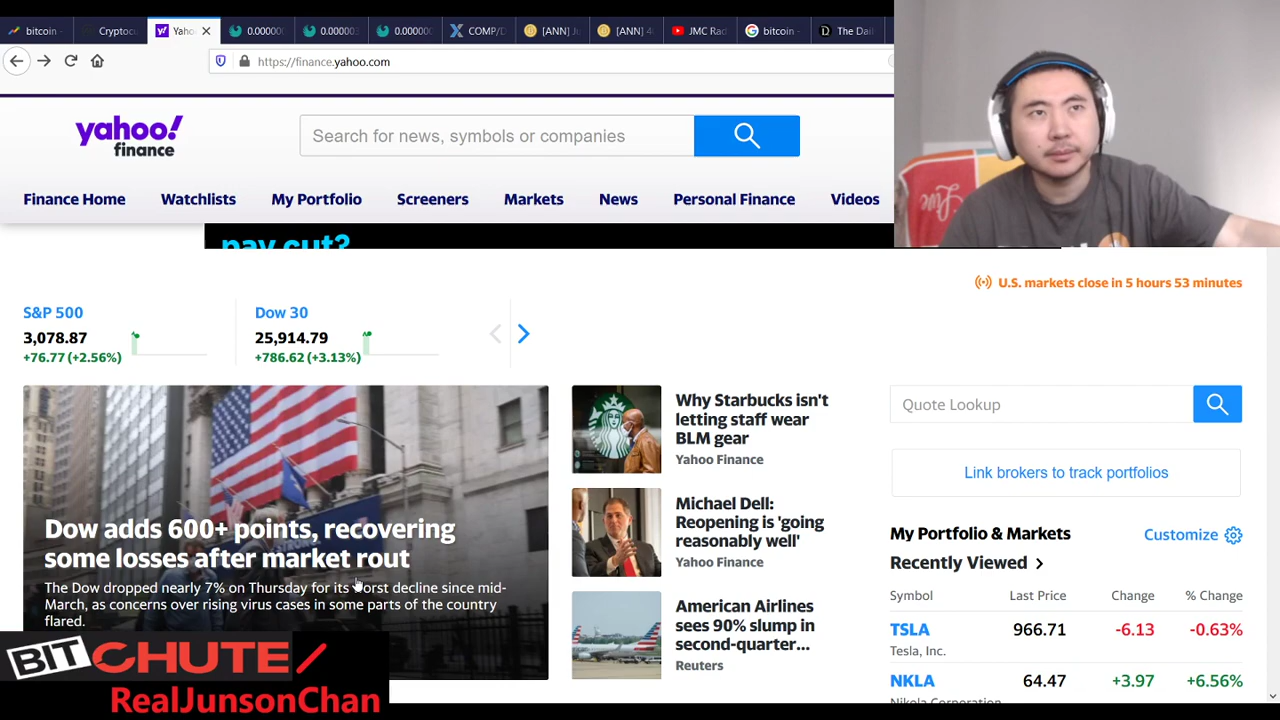 bitcoin -
Cryptocu
Yaho
0.00000
0.000003
0.00000
COMP/D
[ANN] Ju
[ANN] 4
JMC Rad
bitcoin -
The Dail
https://finance.yahoo.com
yahoo!
finance
Search for news, symbols or companies
Finance Home
Watchlists
My Portfolio
Screeners
Markets
News
Personal Finance
Videos
pay cut?
U.S. markets close in 5 hours 53 minutes
S&P 500
3,078.87
+76.77 (+2.56%)
Dow 30
25,914.79
+786.62 (+3.13%)
Dow adds 600+ points, recovering
some losses after market rout
The Dow dropped nearly 7% on Thursday for its worst decline since mid-
March, as concerns over rising virus cases in some parts of the country
flared.
Why Starbucks isn't
letting staff wear
BLM gear
Yahoo Finance
Michael Dell:
Reopening is 'going
reasonably well'
Yahoo Finance
American Airlines
sees 90% slump in
second-quarter...
Reuters
Quote Lookup
Link brokers to track portfolios
My Portfolio & Markets
Customize
Recently Viewed
Symbol Last Price Change % Change
TSLA 966.71 -6.13 -0.63%
Tesla, Inc.
NKLA 64.47 +3.97 +6.56%
Nikola Corporation
BITCHUTE
RealJunsonChan